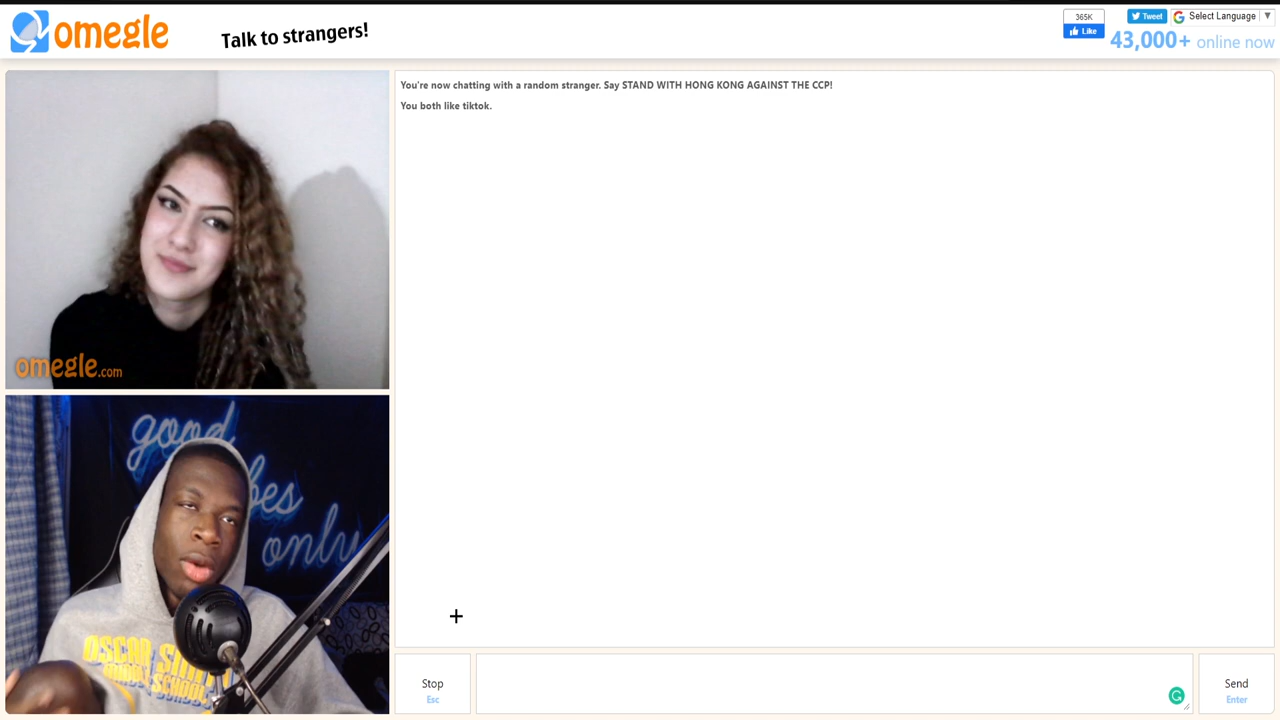 omegle
Talk to strangers!
365K
Like
Tweet
Select Language
43,000+ online now
You're now chatting with a random stranger. Say STAND WITH HONG KONG AGAINST THE CCP!
You both like tiktok.
omegle.com
good
only
OSCAR
SCHOOL
Stop
Esc
Send
Enter